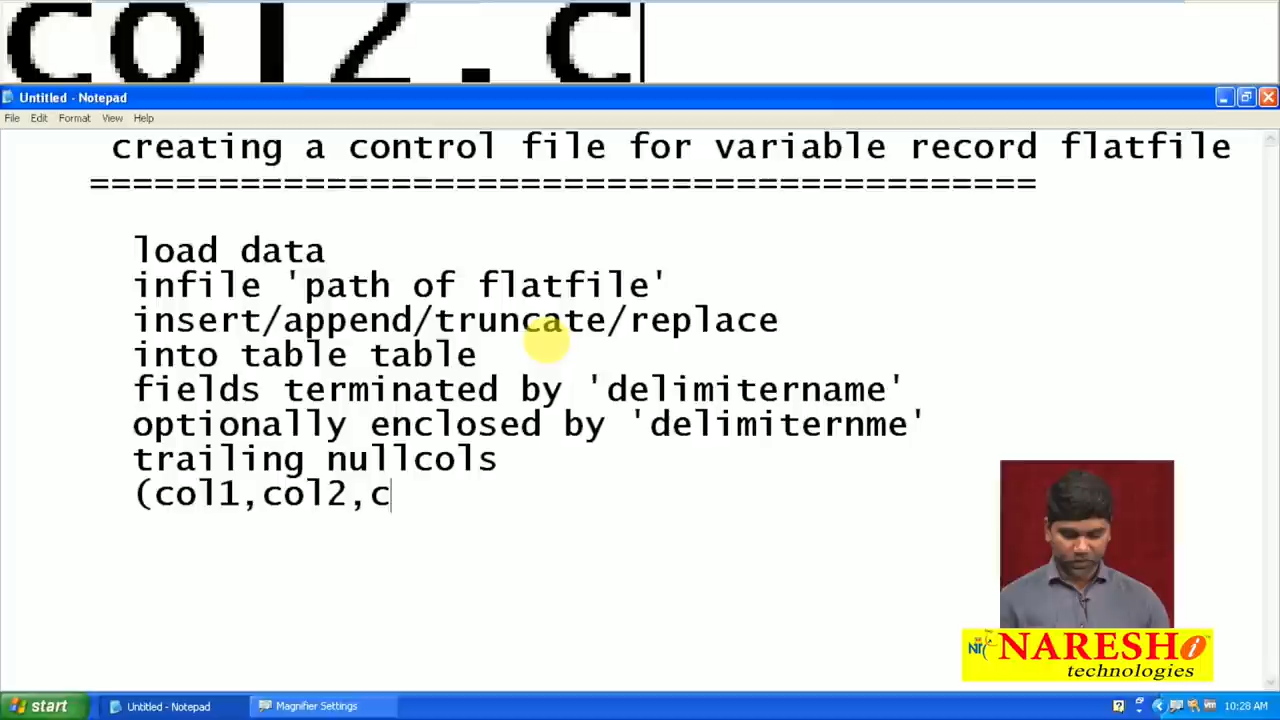 col2.c
Untitled - Notepad
File Edit Format View Help
creating a control file for variable record flatfile
============================================
load data
infile 'path of flatfile'
insert/append/truncate/replace
into table table
fields terminated by 'delimitername'
optionally enclosed by 'delimiternme'
trailing nullcols
(col1,col2,c
NARESH i
technologies
start Untitled - Notepad Magnifier Settings 10:28 AM